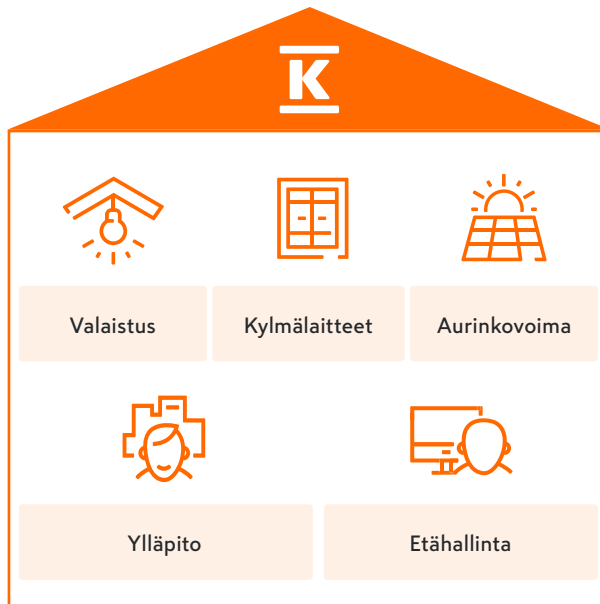 K
Valaistus
Kylmälaitteet
Aurinkovoima
Ylläpito
Etähallinta